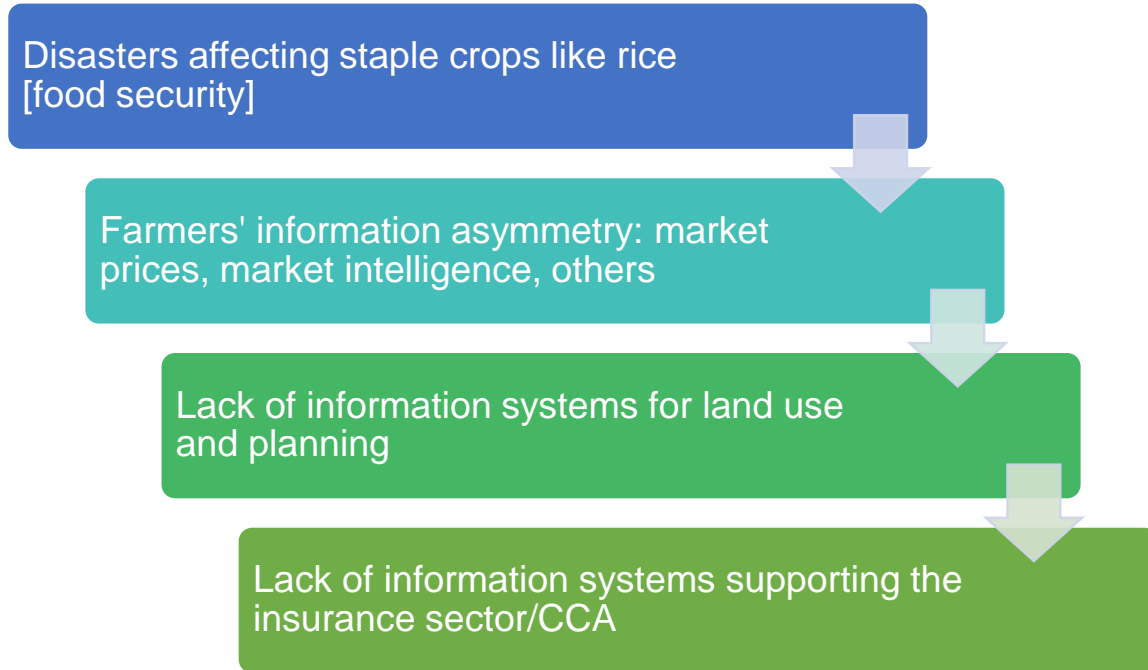 Disasters affecting staple crops like rice
[food security]
Farmers' information asymmetry: market
prices, market intelligence, others
Lack of information systems for land use
and planning
Lack of information systems supporting the
insurance sector/CCA